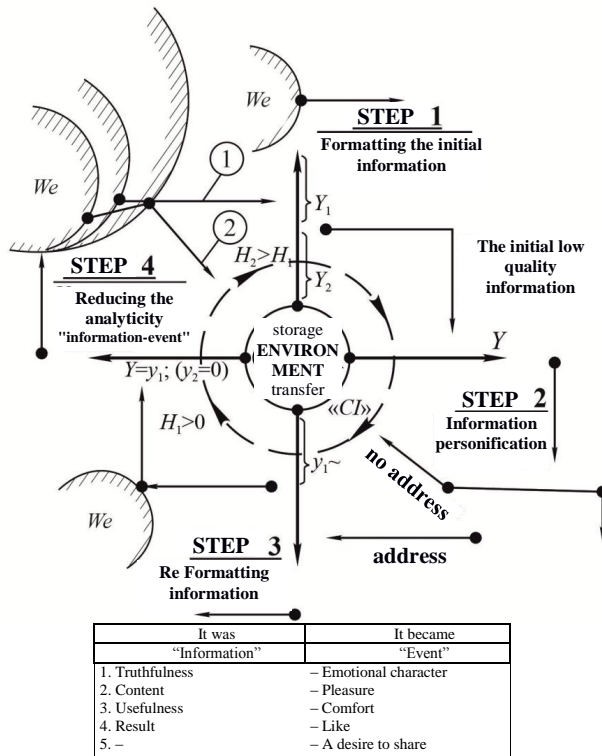 We
STEP 1
Formatting the initial
information
We
1
2
Y₁
Y₂
H₂>H₁
The initial low
quality
information
STEP 4
Reducing the
analyticity
"information-event"
storage
ENVIRON
MENT
transfer
Y
Y=y₁; (y₂=0)
«CI»
H₁>0
y₁~
STEP 2
Information
personification
no address
address
We
STEP 3
Re Formatting
information
It was It became
“Information” “Event”
1. Truthfulness – Emotional character
2. Content – Pleasure
3. Usefulness – Comfort
4. Result – Like
5. – – A desire to share